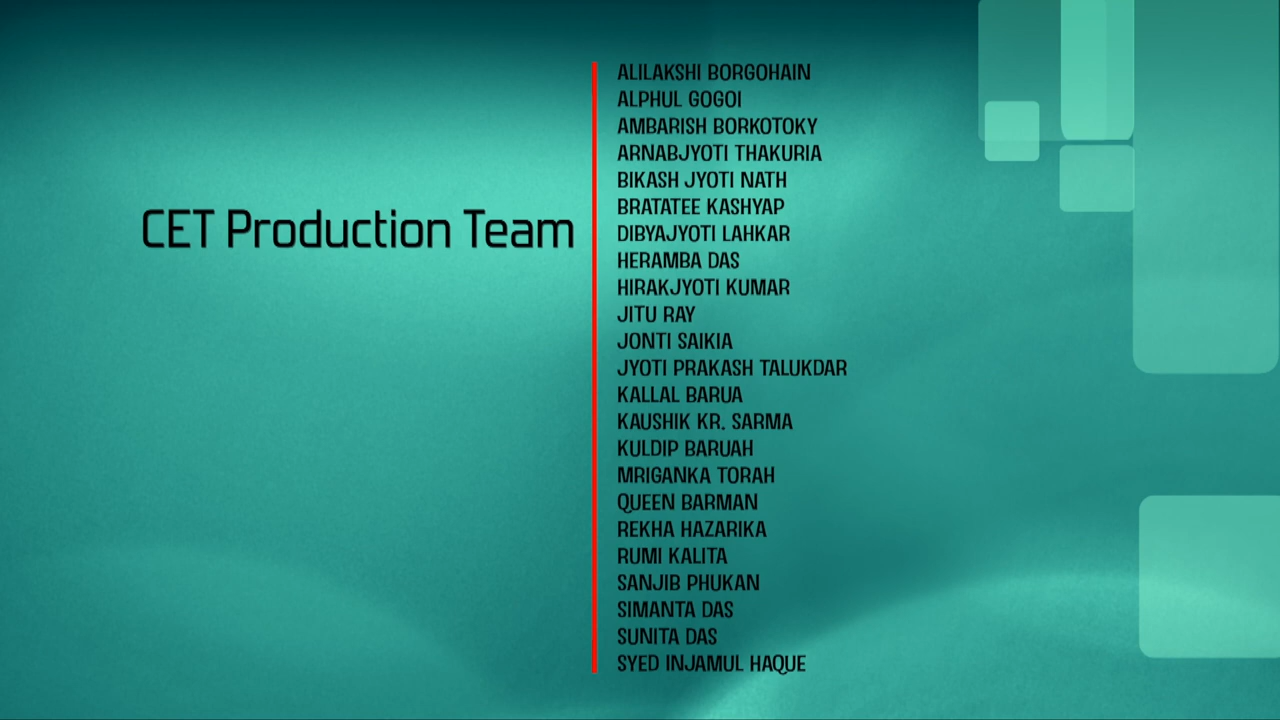 CET Production Team
ALILAKSHI BORGOHAIN
ALPHUL GOGOI
AMBARISH BORKOTOKY
ARNABJYOTI THAKURIA
BIKASH JYOTI NATH
BRATATEE KASHYAP
DIBYAJYOTI LAHKAR
HERAMBA DAS
HIRAKJYOTI KUMAR
JITU RAY
JONTI SAIKIA
JYOTI PRAKASH TALUKDAR
KALLAL BARUA
KAUSHIK KR. SARMA
KULDIP BARUAH
MRIGANKA TORAH
QUEEN BARMAN
REKHA HAZARIKA
RUMI KALITA
SANJIB PHUKAN
SIMANTA DAS
SUNITA DAS
SYED INJAMUL HAQUE